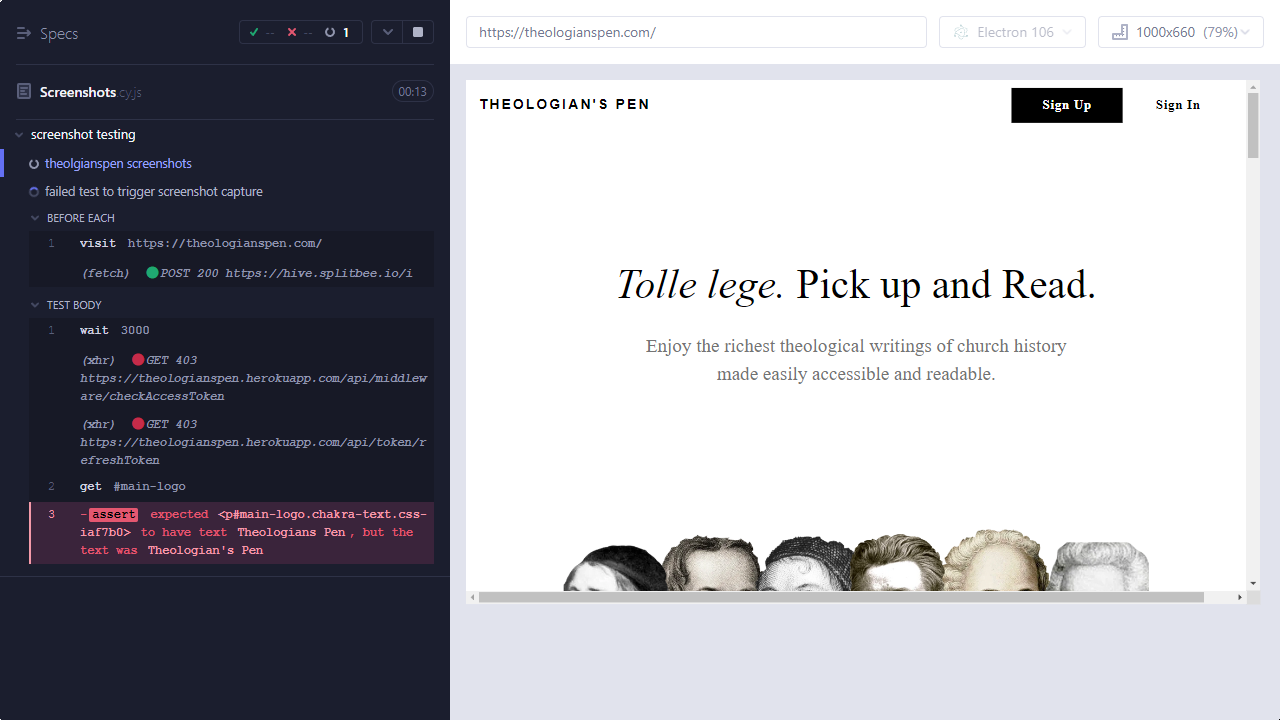 Specs
-- -- 1
https://theologianspen.com/
Electron 106
1000x660 (79%)
Screenshots.cy.js
00:13
screenshot testing
theolgianspen screenshots
failed test to trigger screenshot capture
BEFORE EACH
1 visit https://theologianspen.com/
(fetch) POST 200 https://hive.splitbee.io/i
TEST BODY
1 wait 3000
(xhr) GET 403
https://theologianspen.herokuapp.com/api/middlew
are/checkAccessToken
(xhr) GET 403
https://theologianspen.herokuapp.com/api/token/r
efreshToken
2 get #main-logo
3 -assert expected <p#main-logo.chakra-text.css-
iaf7b0> to have text Theologians Pen, but the
text was Theologian's Pen
THEOLOGIAN'S PEN
Sign Up
Sign In
Tolle lege. Pick up and Read.
Enjoy the richest theological writings of church history
made easily accessible and readable.